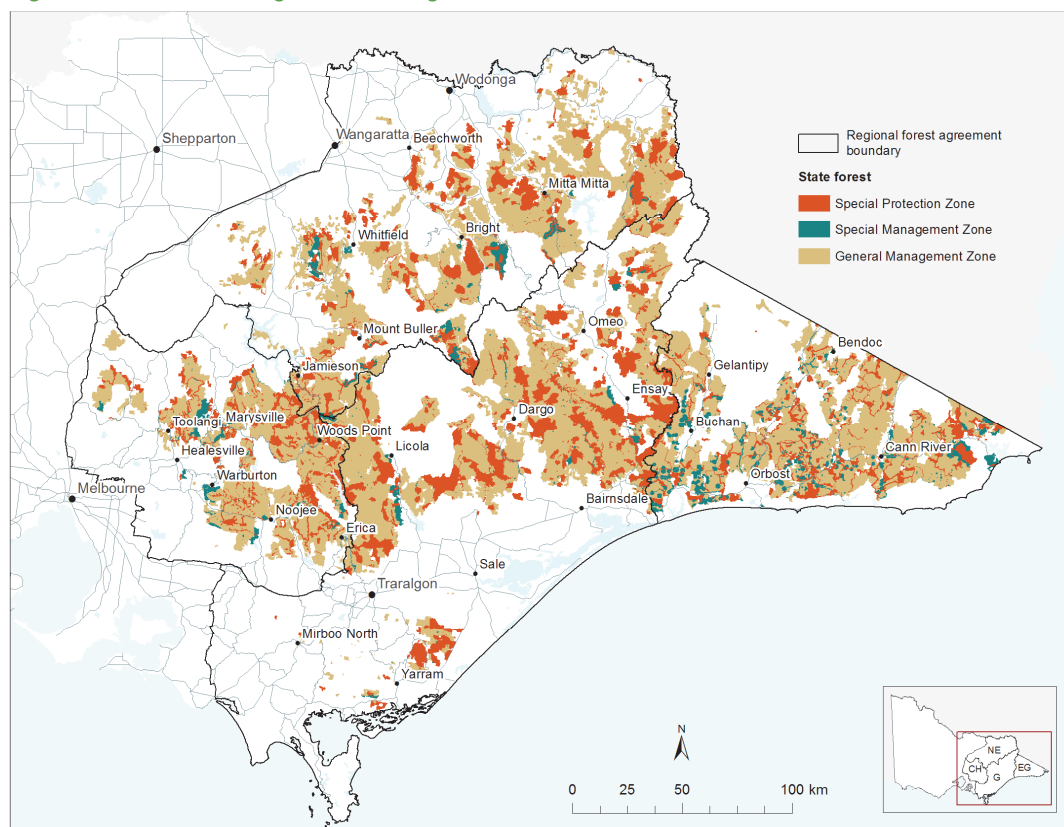 Wodonga
Shepparton
Wangaratta
Beechworth
Regional forest agreement
boundary
State forest
Special Protection Zone
Special Management Zone
General Management Zone
Mitta Mitta
Whitfield
Bright
Mount Buller
Omeo
Bendoc
Jamieson
Gelantipy
Ensay
Marysville
Toolangi
Dargo
Buchan
Woods Point
Healesville
Licola
Cann River
Warburton
Orbost
Melbourne
Bairnsdale
Noojee
Erica
Sale
Traralgon
Mirboo North
Yarram
N
0 25 50 100 km
NE
CH
EG
G